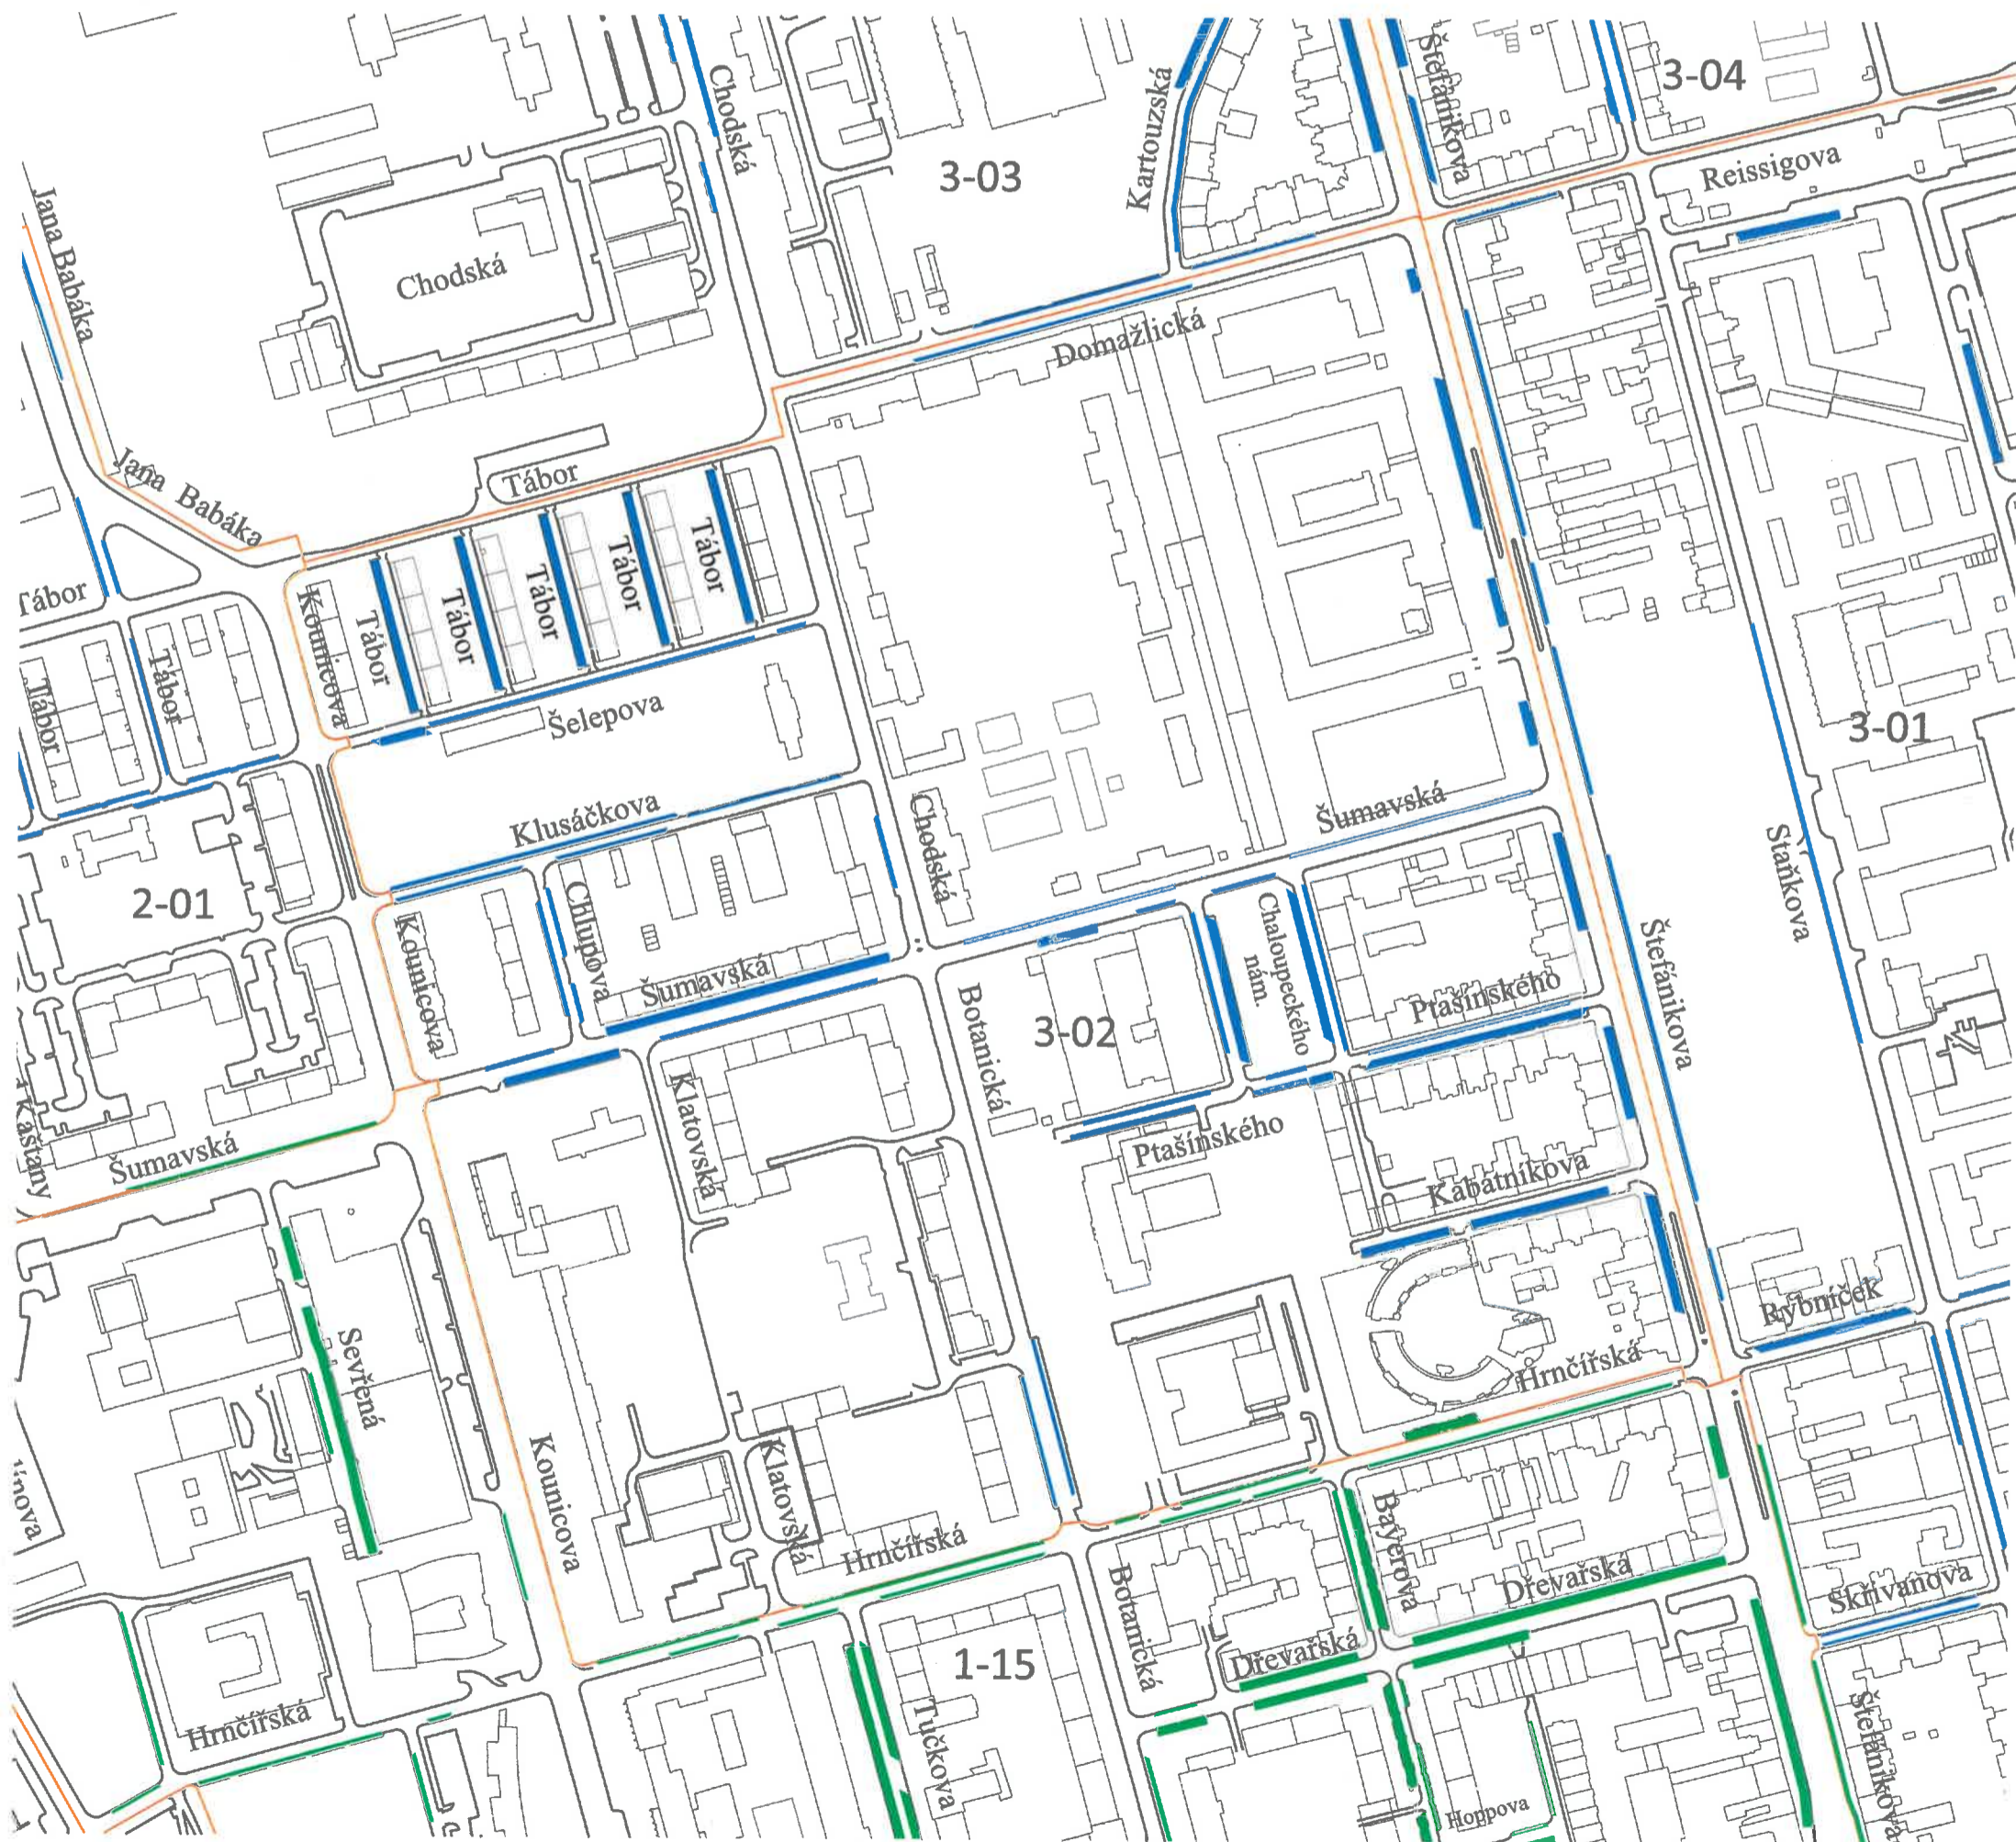 Štefánikova
3-04
Chodská
Kartouzská
Reissigova
3-03
Jana Babáka
Chodská
Domažlická
Jana Babáka
Tábor
Tábor
Tábor
Tábor
Tábor
Tábor
Tábor
Kounicova
Tábor
Tábor
Šelepova
3-01
Klusáčkova
Šumavská
Chodská
Staňkova
2-01
Chlupova
Chaloupeckého
nám.
Kounicova
Štefánikova
Šumavská
Ptašínského
Botanická
3-02
Kaštany
Klatovská
Šumavská
Ptašínského
Kabátníkova
Rybníček
Sevřená
Hrnčířská
Kounicova
Klatovská
Bayerova
Hrnčířská
Botanická
Dřevařská
Skřivanova
Dřevařská
1-15
Hrnčířská
Tučkova
Štefánikova
Hoppova